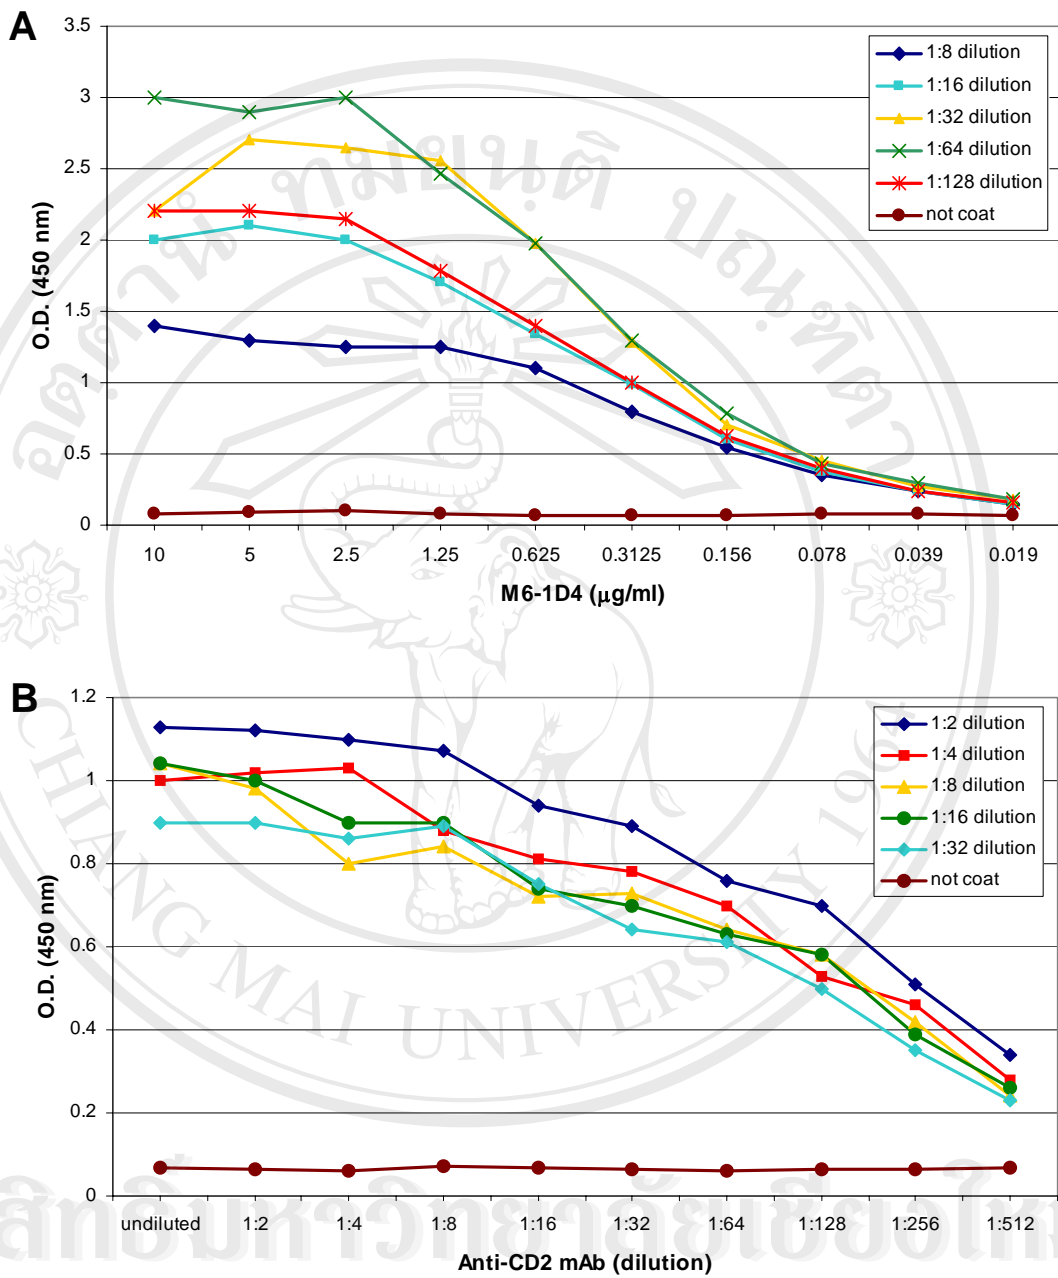 A
3.5
3
2.5
2
1.5
1
0.5
0
O.D. (450 nm)
1:8 dilution
1:16 dilution
1:32 dilution
1:64 dilution
1:128 dilution
not coat
10 5 2.5 1.25 0.625 0.3125 0.156 0.078 0.039 0.019
M6-1D4 (μg/ml)
B
1.2
1
0.8
0.6
0.4
0.2
0
O.D. (450 nm)
1:2 dilution
1:4 dilution
1:8 dilution
1:16 dilution
1:32 dilution
not coat
undiluted 1:2 1:4 1:8 1:16 1:32 1:64 1:128 1:256 1:512
Anti-CD2 mAb (dilution)
CHIANG MAI UNIVERSITY 1964